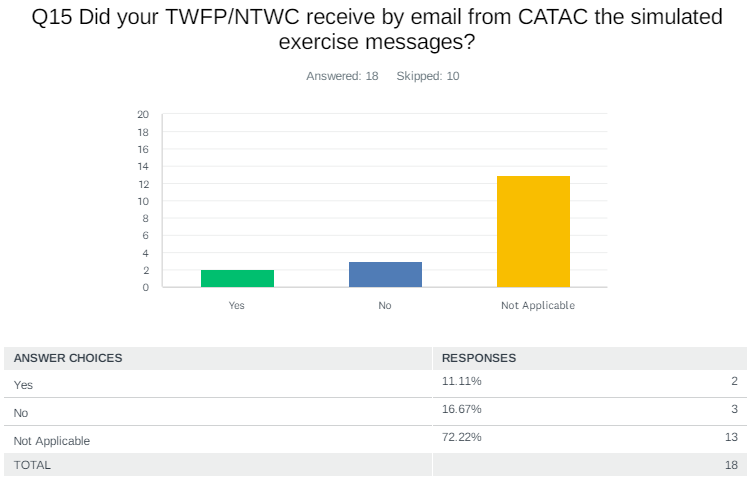 Q15 Did your TWFP/NTWC receive by email from CATAC the simulated
exercise messages?
Answered: 18 Skipped: 10
20
18
16
14
12
10
8
6
4
2
0
Yes No Not Applicable
ANSWER CHOICES RESPONSES
Yes 11.11% 2
No 16.67% 3
Not Applicable 72.22% 13
TOTAL 18